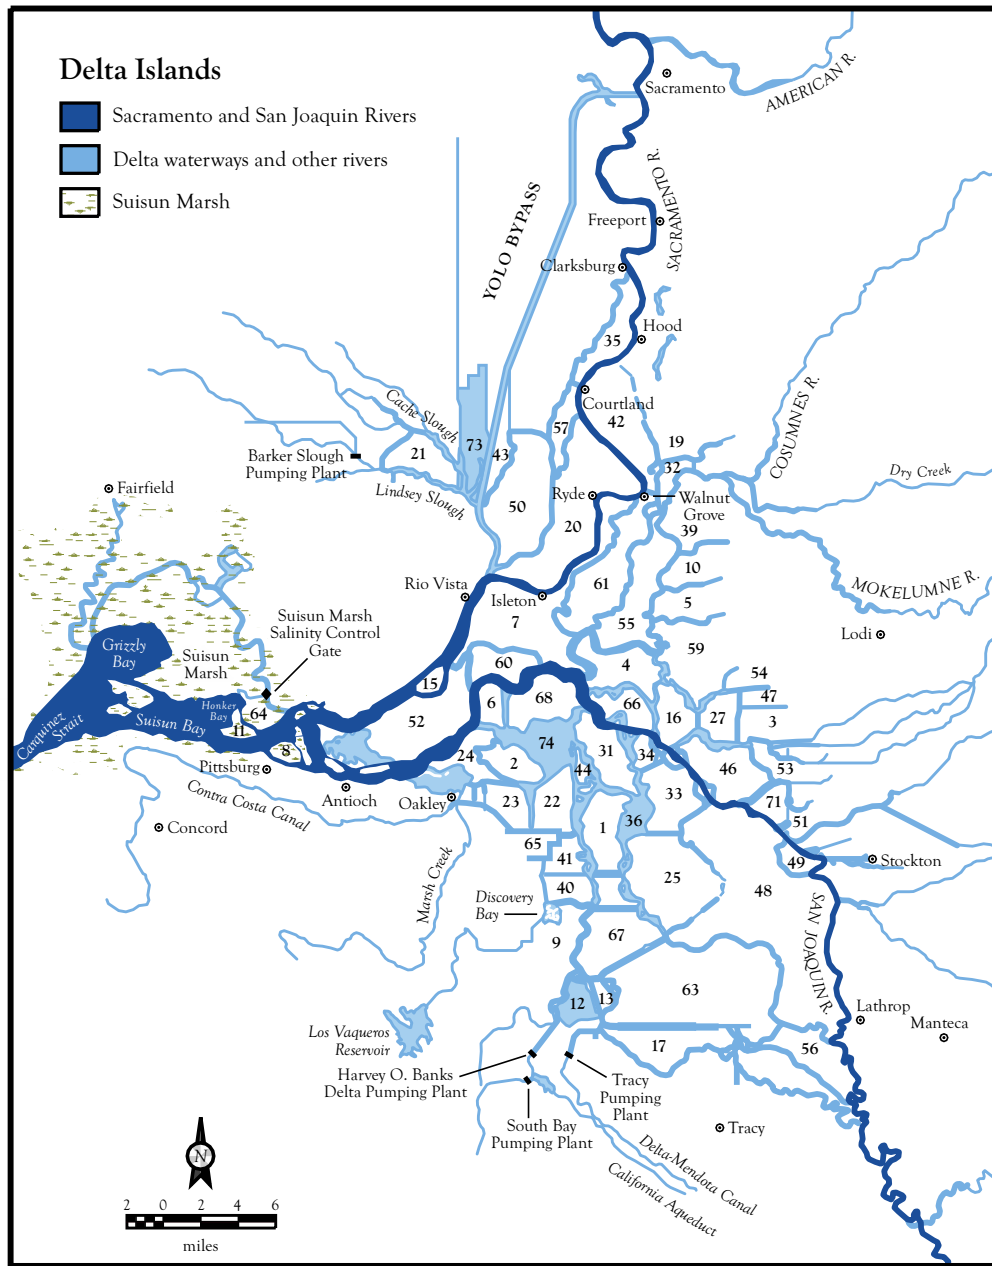 Delta Islands
Sacramento and San Joaquin Rivers
Delta waterways and other rivers
Suisun Marsh
Sacramento
AMERICAN R.
SACRAMENTO R.
YOLO BYPASS
Freeport
Clarksburg
Hood
35
Courtland
42
COSUMNES R.
Cache Slough
57
73
43
19
21
32
Barker Slough
Pumping Plant
Lindsey Slough
Dry Creek
Fairfield
Ryde
Walnut
Grove
50
20
39
10
MOKELUMNE R.
Rio Vista
Isleton
61
5
Suisun Marsh
Salinity Control
Gate
7
55
Lodi
59
Grizzly
Bay
Suisun
Marsh
60
4
54
15
6
68
66
47
Honker
Bay
64
52
16
27
3
Carquinez
Strait
Suisun Bay
11
8
24
74
31
34
2
44
46
53
Pittsburg
Contra Costa Canal
Antioch
Oakley
23
22
33
71
51
Concord
1
36
65
41
49
Stockton
Marsh Creek
40
25
48
Discovery
Bay
SAN JOAQUIN R.
9
67
63
12
13
Lathrop
Manteca
Los Vaqueros
Reservoir
17
56
Harvey O. Banks
Delta Pumping Plant
Tracy
Pumping
Plant
South Bay
Pumping Plant
Tracy
Delta-Mendota Canal
California Aqueduct
N
2 0 2 4 6
miles